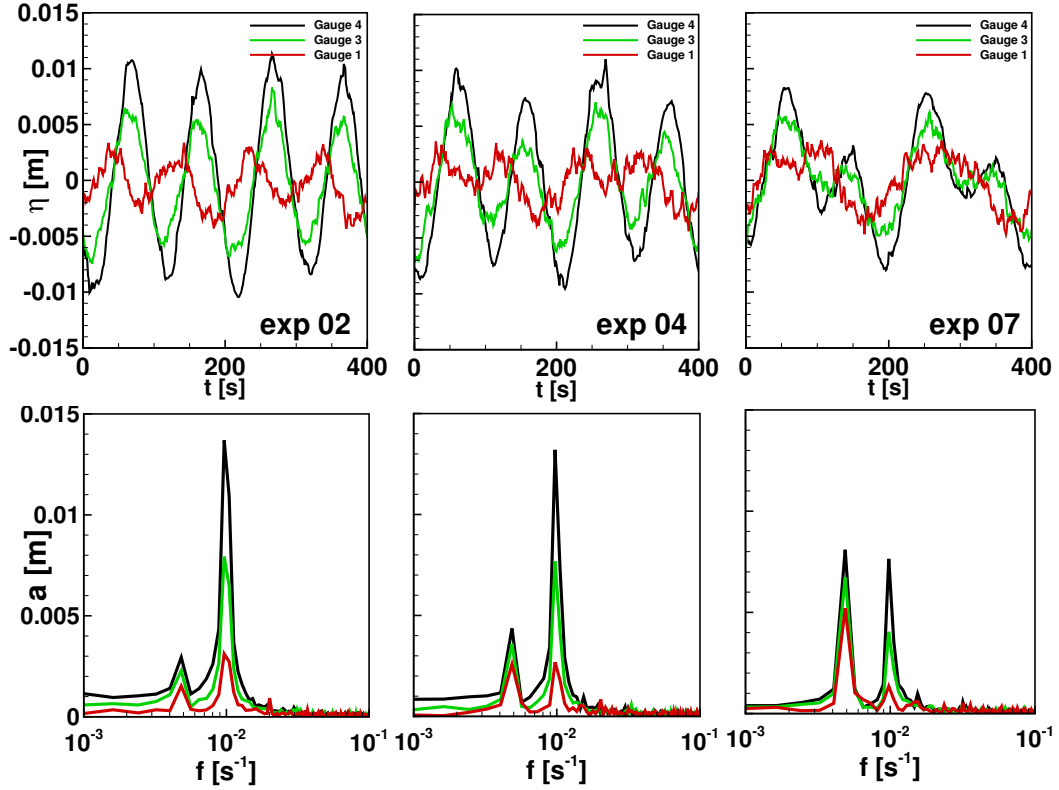 0.015
0.01
0.005
0
-0.005
-0.01
-0.015
η [m]
Gauge 4
Gauge 3
Gauge 1
exp 02
0 200 400
t [s]
Gauge 4
Gauge 3
Gauge 1
exp 04
0 200 400
t [s]
Gauge 4
Gauge 3
Gauge 1
exp 07
0 200 400
t [s]
0.015
0.01
0.005
0
a [m]
10⁻³ 10⁻² 10⁻¹
f [s⁻¹]
10⁻³ 10⁻² 10⁻¹
f [s⁻¹]
10⁻³ 10⁻² 10⁻¹
f [s⁻¹]